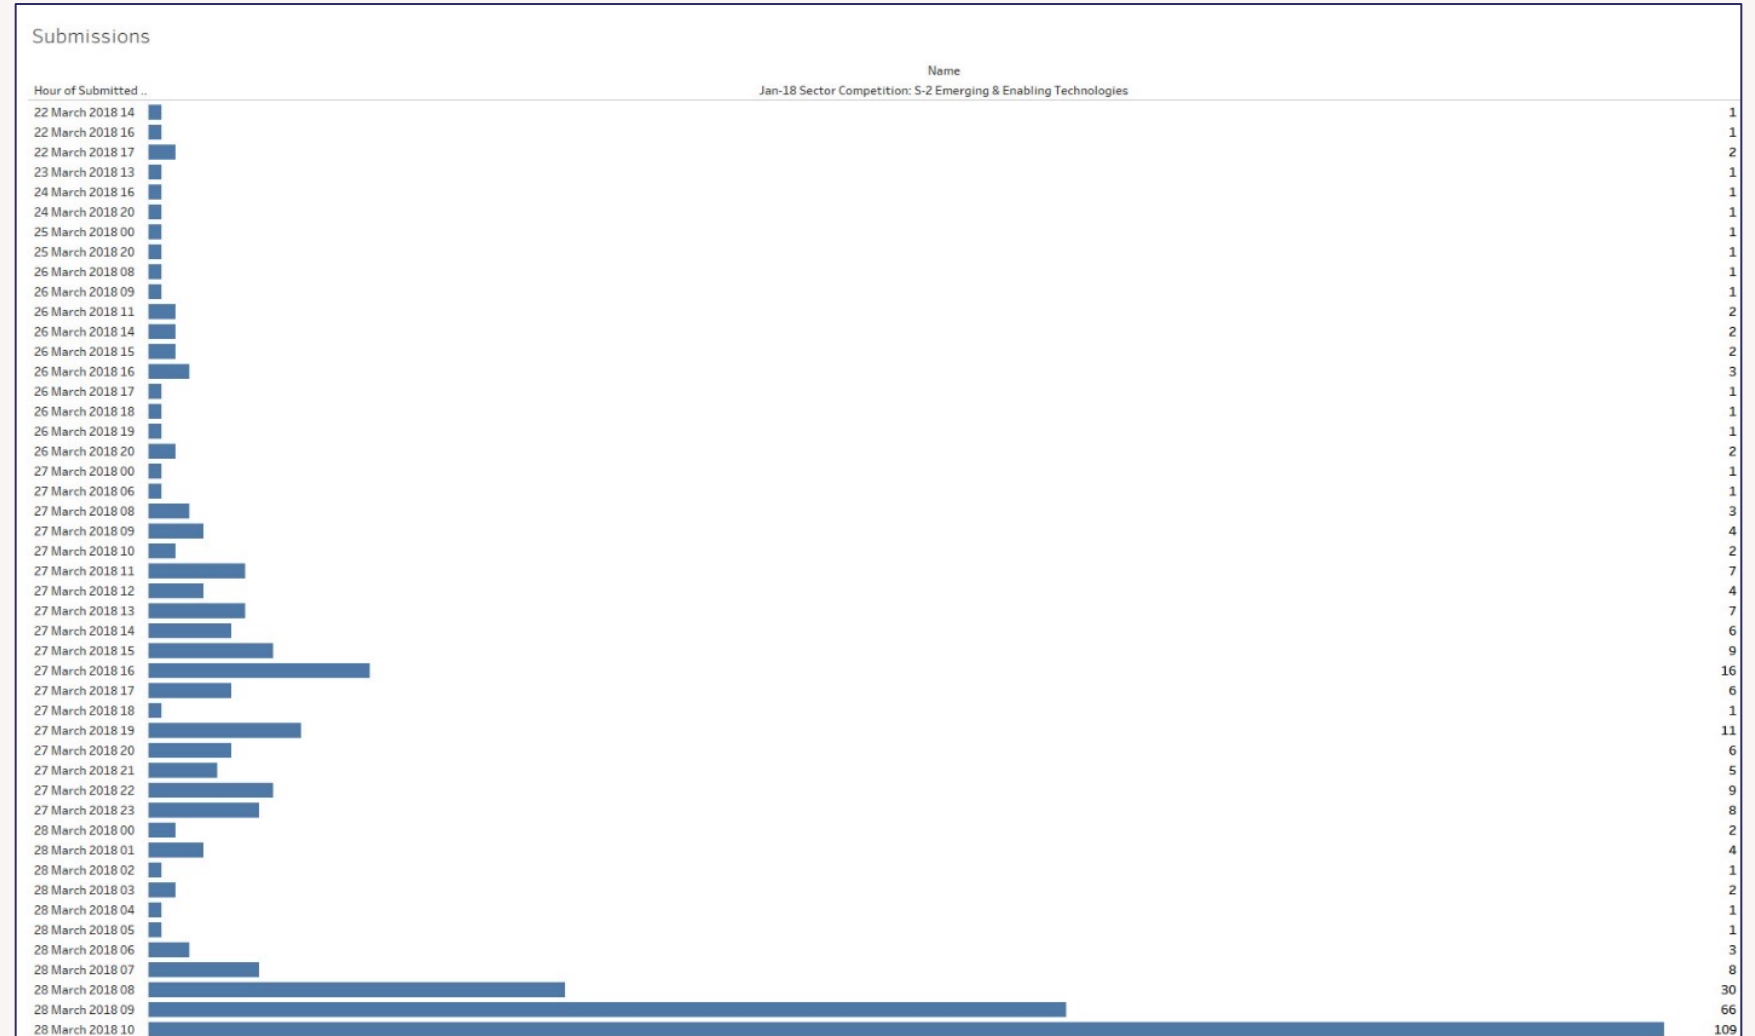 Submissions
Name
Hour of Submitted .. Jan-18 Sector Competition: S-2 Emerging & Enabling Technologies
22 March 2018 14 1
22 March 2018 16 1
22 March 2018 17 2
23 March 2018 13 1
24 March 2018 16 1
24 March 2018 20 1
25 March 2018 00 1
25 March 2018 20 1
26 March 2018 08 1
26 March 2018 09 1
26 March 2018 11 2
26 March 2018 14 2
26 March 2018 15 2
26 March 2018 16 3
26 March 2018 17 1
26 March 2018 18 1
26 March 2018 19 1
26 March 2018 20 2
27 March 2018 00 1
27 March 2018 06 1
27 March 2018 08 3
27 March 2018 09 4
27 March 2018 10 2
27 March 2018 11 7
27 March 2018 12 4
27 March 2018 13 7
27 March 2018 14 6
27 March 2018 15 9
27 March 2018 16 16
27 March 2018 17 6
27 March 2018 18 1
27 March 2018 19 11
27 March 2018 20 6
27 March 2018 21 5
27 March 2018 22 9
27 March 2018 23 8
28 March 2018 00 2
28 March 2018 01 4
28 March 2018 02 1
28 March 2018 03 2
28 March 2018 04 1
28 March 2018 05 1
28 March 2018 06 3
28 March 2018 07 8
28 March 2018 08 30
28 March 2018 09 66
28 March 2018 10 109